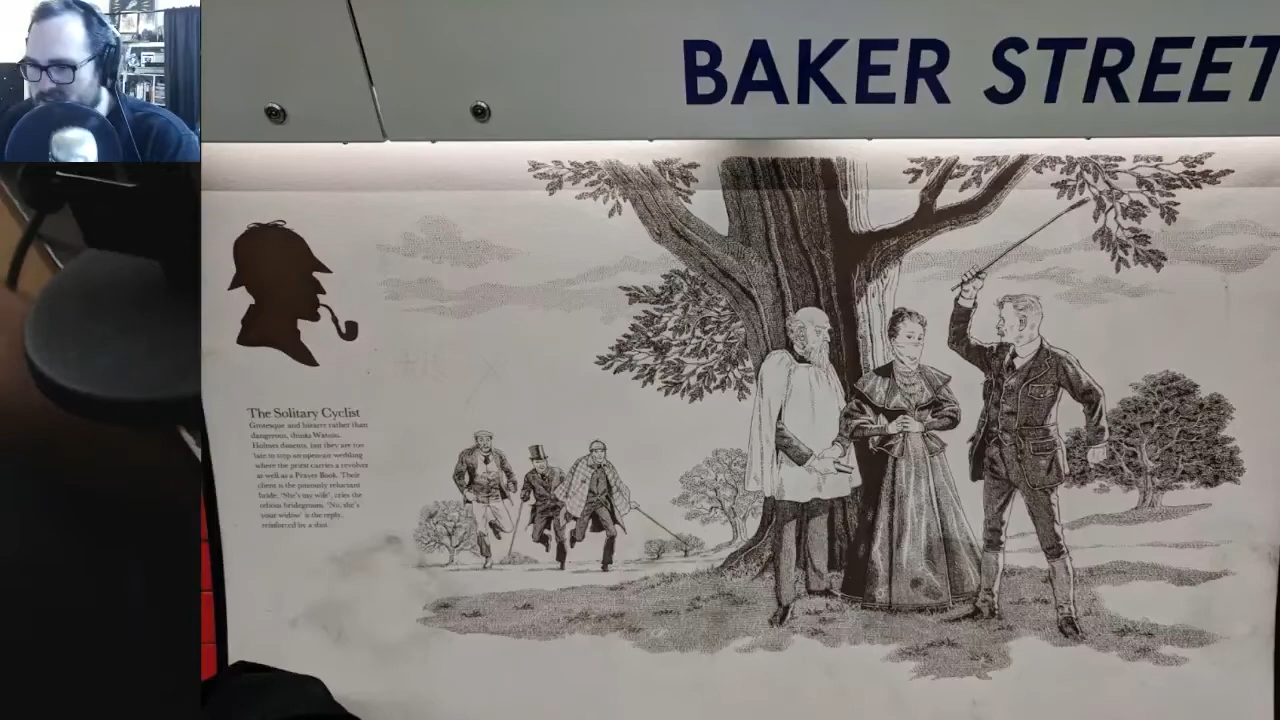 BAKER STREET
The Solitary Cyclist
Grotesque and bizarre rather than
dangerous, thinks Watson.
Holmes dissents, but they are too
late to stop an uproar wedding
where the priest carries a revolver
as well as a Prayer Book. Their
client is the patously reluctant
bride. 'She's my wife', cries the
odious bridegroom. 'No, she's
your widow' is the reply,
reinforced by a shot.